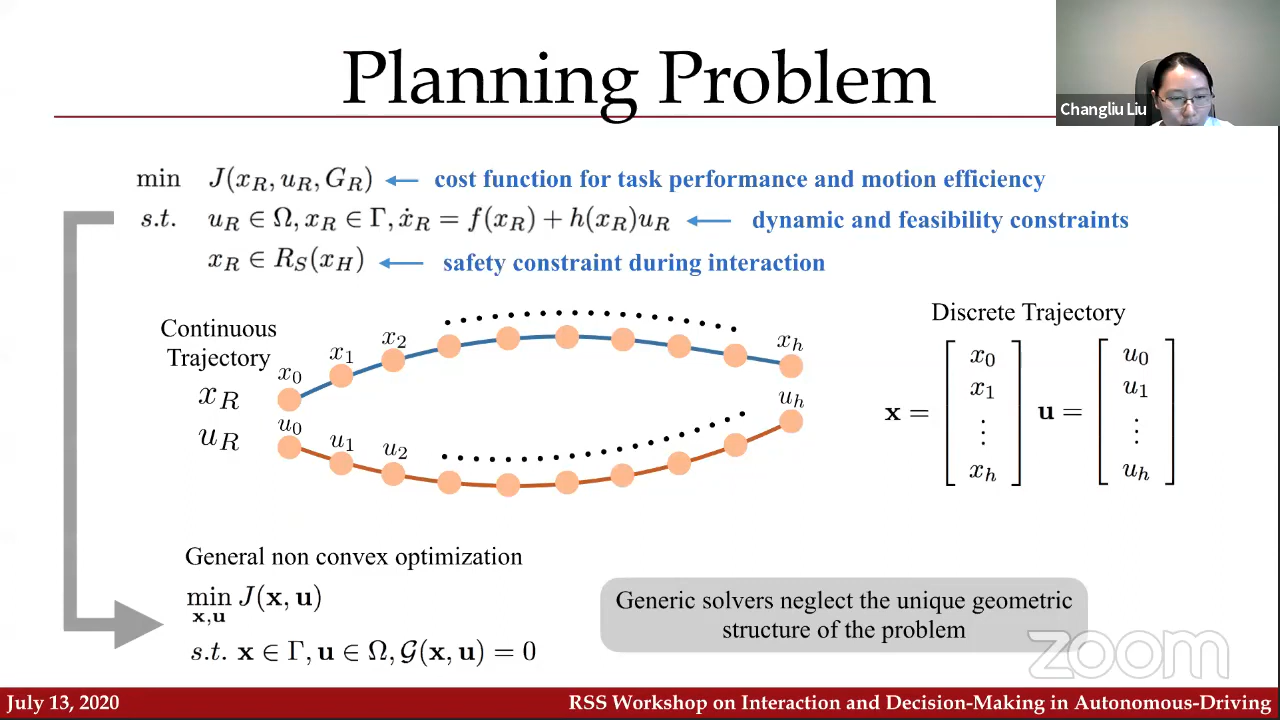 Planning Problem
Changliu Liu
min J(x_R, u_R, G_R) ← cost function for task performance and motion efficiency
s.t. u_R ∈ Ω, x_R ∈ Γ, ẋ_R = f(x_R) + h(x_R)u_R ← dynamic and feasibility constraints
x_R ∈ R_S(x_H) ← safety constraint during interaction
Continuous
Trajectory
x_R
u_R
x_0
x_1
x_2
x_h
u_0
u_1
u_2
u_h
Discrete Trajectory
x = [x_0 x_1 ⋮ x_h] u = [u_0 u_1 ⋮ u_h]
General non convex optimization
min J(x, u)
x,u
s.t. x ∈ Γ, u ∈ Ω, 𝒢(x, u) = 0
Generic solvers neglect the unique geometric
structure of the problem
zoom
July 13, 2020
RSS Workshop on Interaction and Decision-Making in Autonomous-Driving